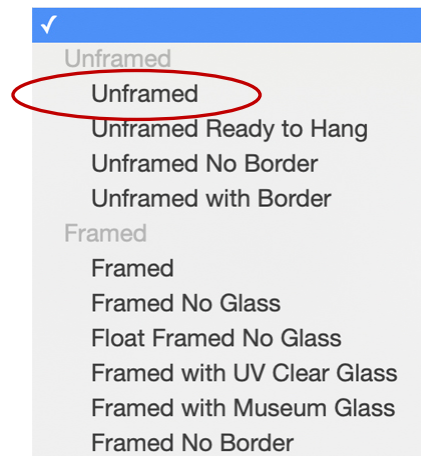 ✓
Unframed
Unframed
Unframed Ready to Hang
Unframed No Border
Unframed with Border
Framed
Framed
Framed No Glass
Float Framed No Glass
Framed with UV Clear Glass
Framed with Museum Glass
Framed No Border